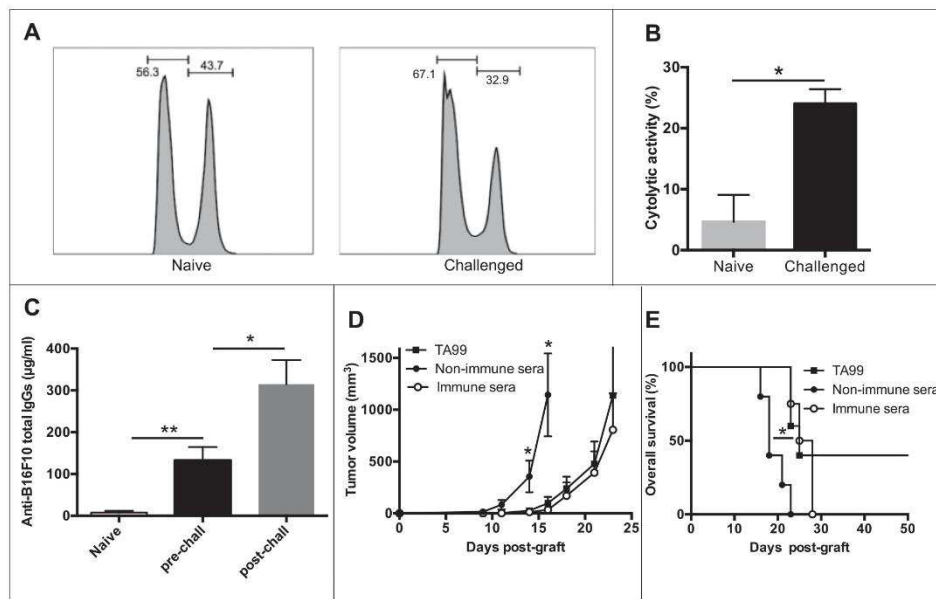 A
56.3
43.7
Naive
67.1
32.9
Challenged
B
*
Cytolytic activity (%)
30
20
10
0
Naive
Challenged
C
Anti-B16F10 total IgGs (µg/ml)
400
300
200
100
0
**
*
Naive
pre-chall
post-chall
D
TA99
Non-immune sera
Immune sera
Tumor volume (mm3)
1500
1000
500
0
*
*
0
5
10
15
20
25
Days post-graft
E
TA99
Non-immune sera
Immune sera
Overall survival (%)
100
50
0
*
0
10
20
30
40
50
Days post-graft